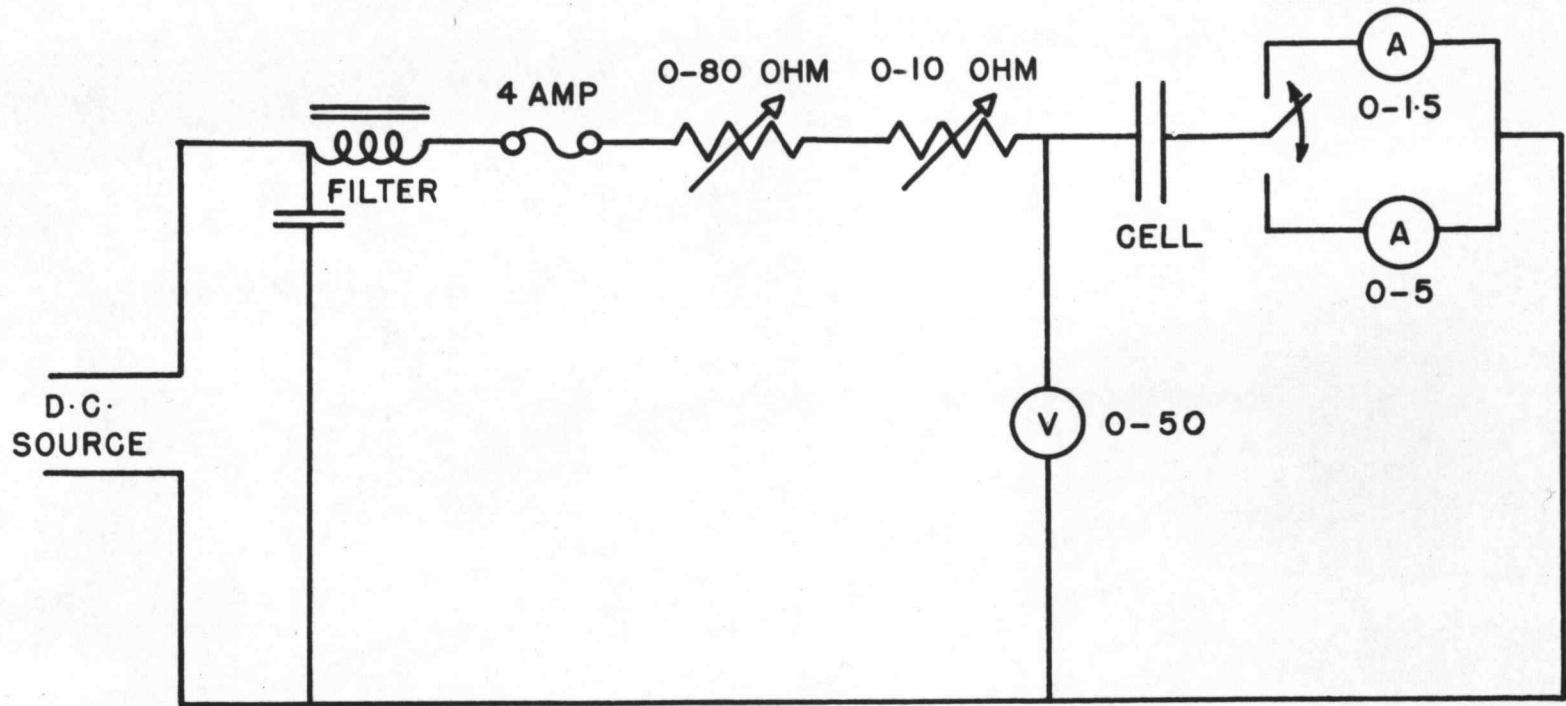 A
0-80 OHM
0-10 OHM
4 AMP
0-1·5
FILTER
CELL
A
0-5
D.C.
SOURCE
V
0-50